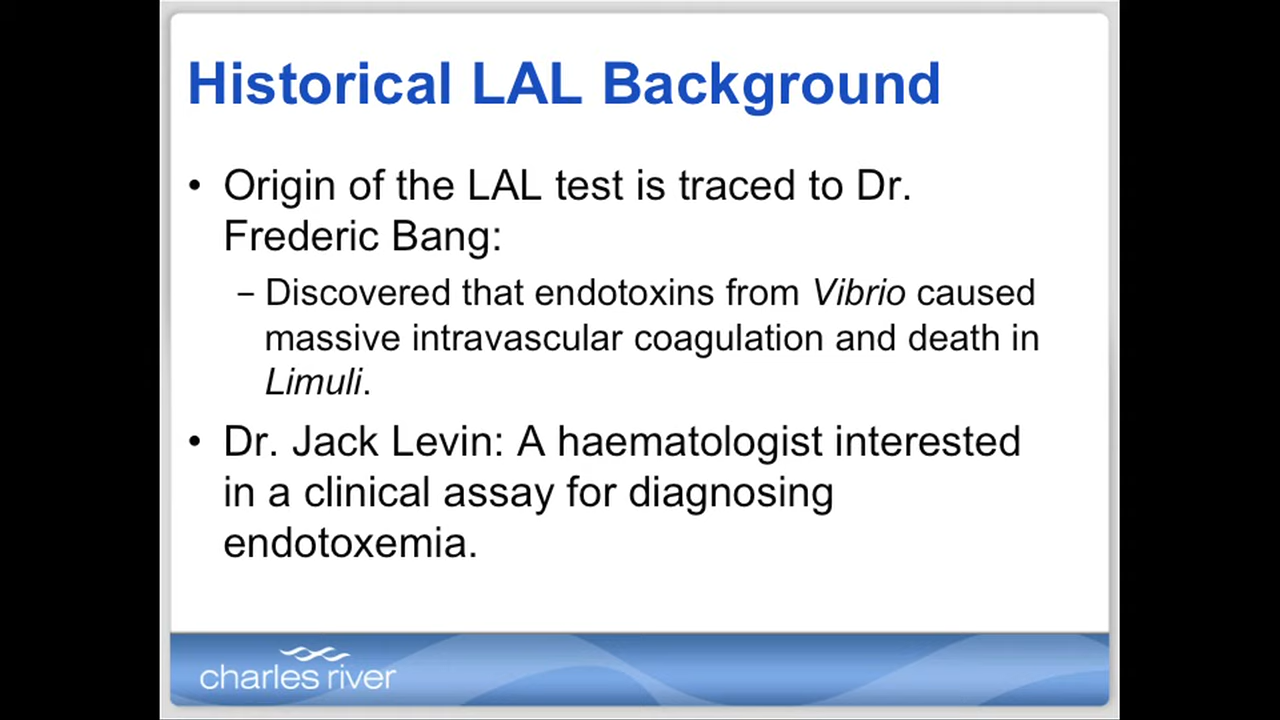 Historical LAL Background
• Origin of the LAL test is traced to Dr.
Frederic Bang:
– Discovered that endotoxins from Vibrio caused
massive intravascular coagulation and death in
Limuli.
• Dr. Jack Levin: A haematologist interested
in a clinical assay for diagnosing
endotoxemia.
charles river